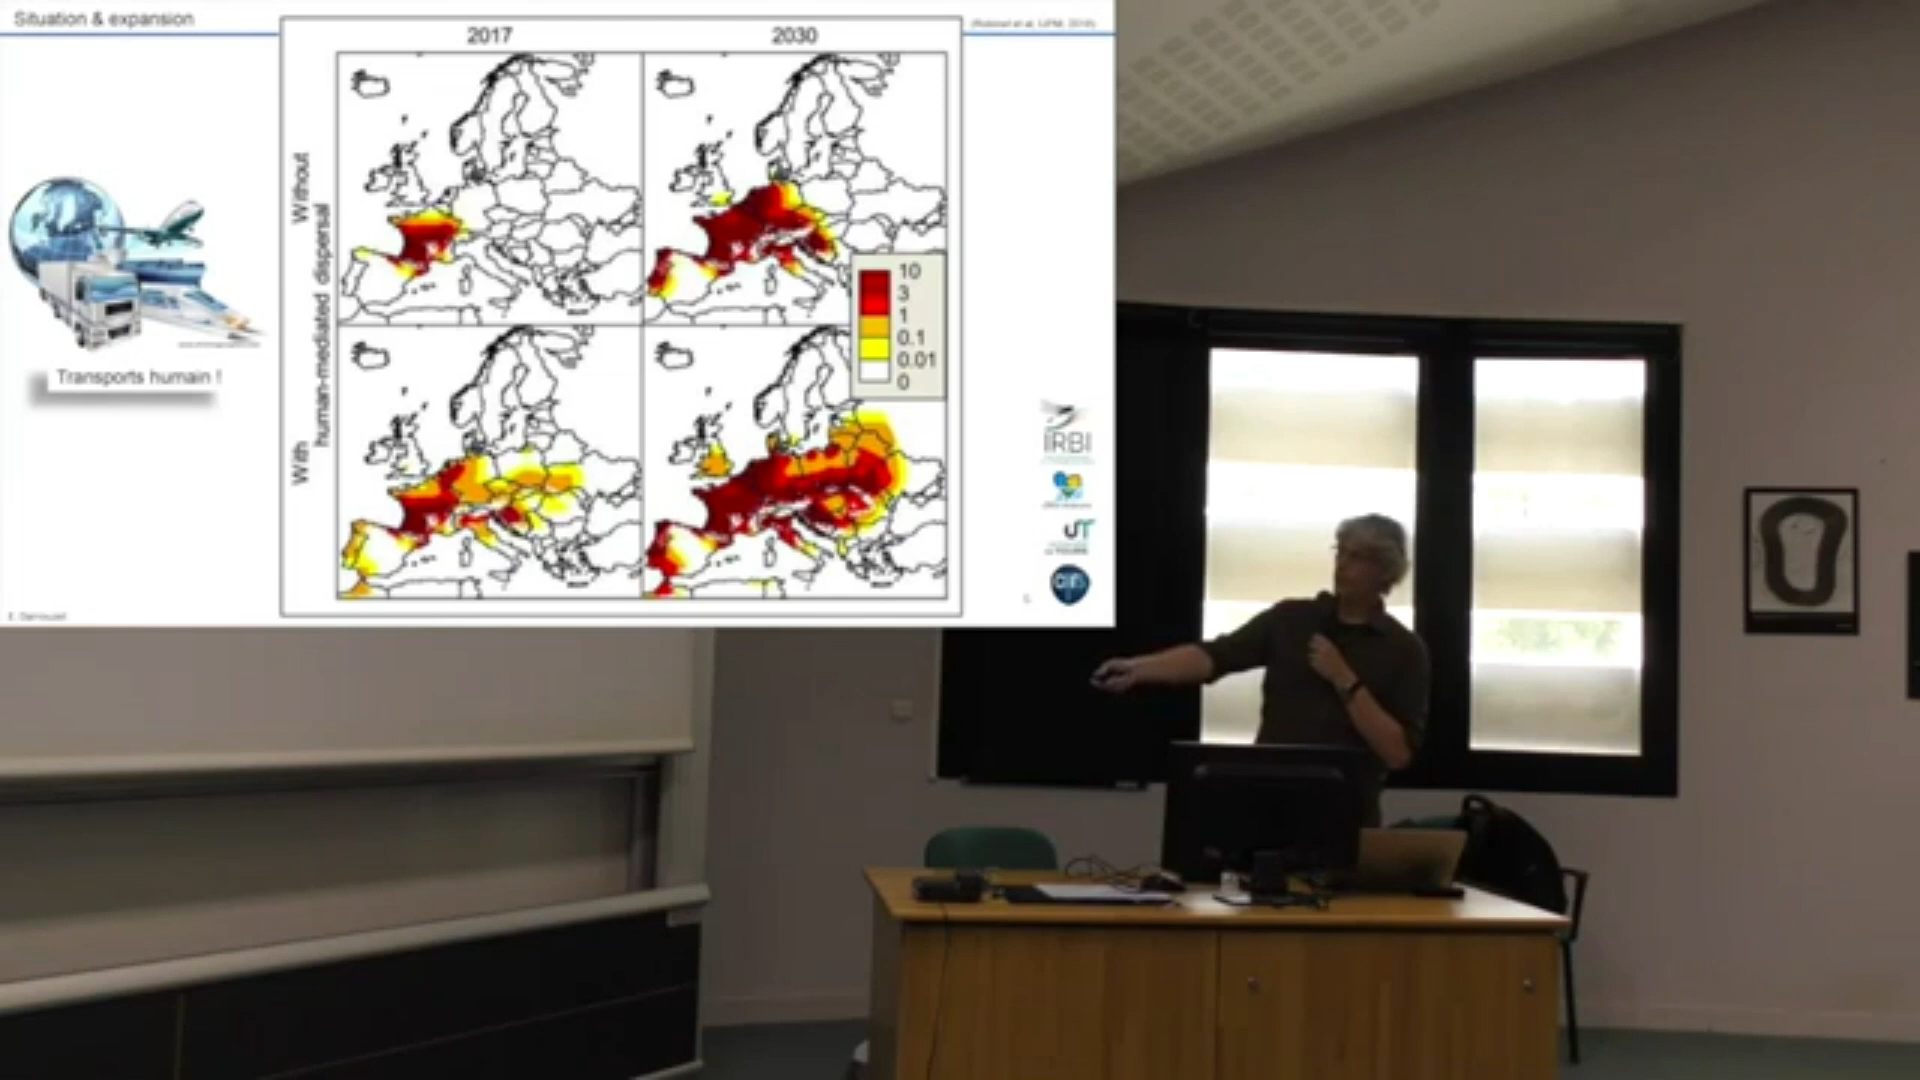 Situation & expansion
2017
2030
Without
With
human-mediated dispersal
10
3
1
0.1
0.01
0
Transports humain !
IRBI